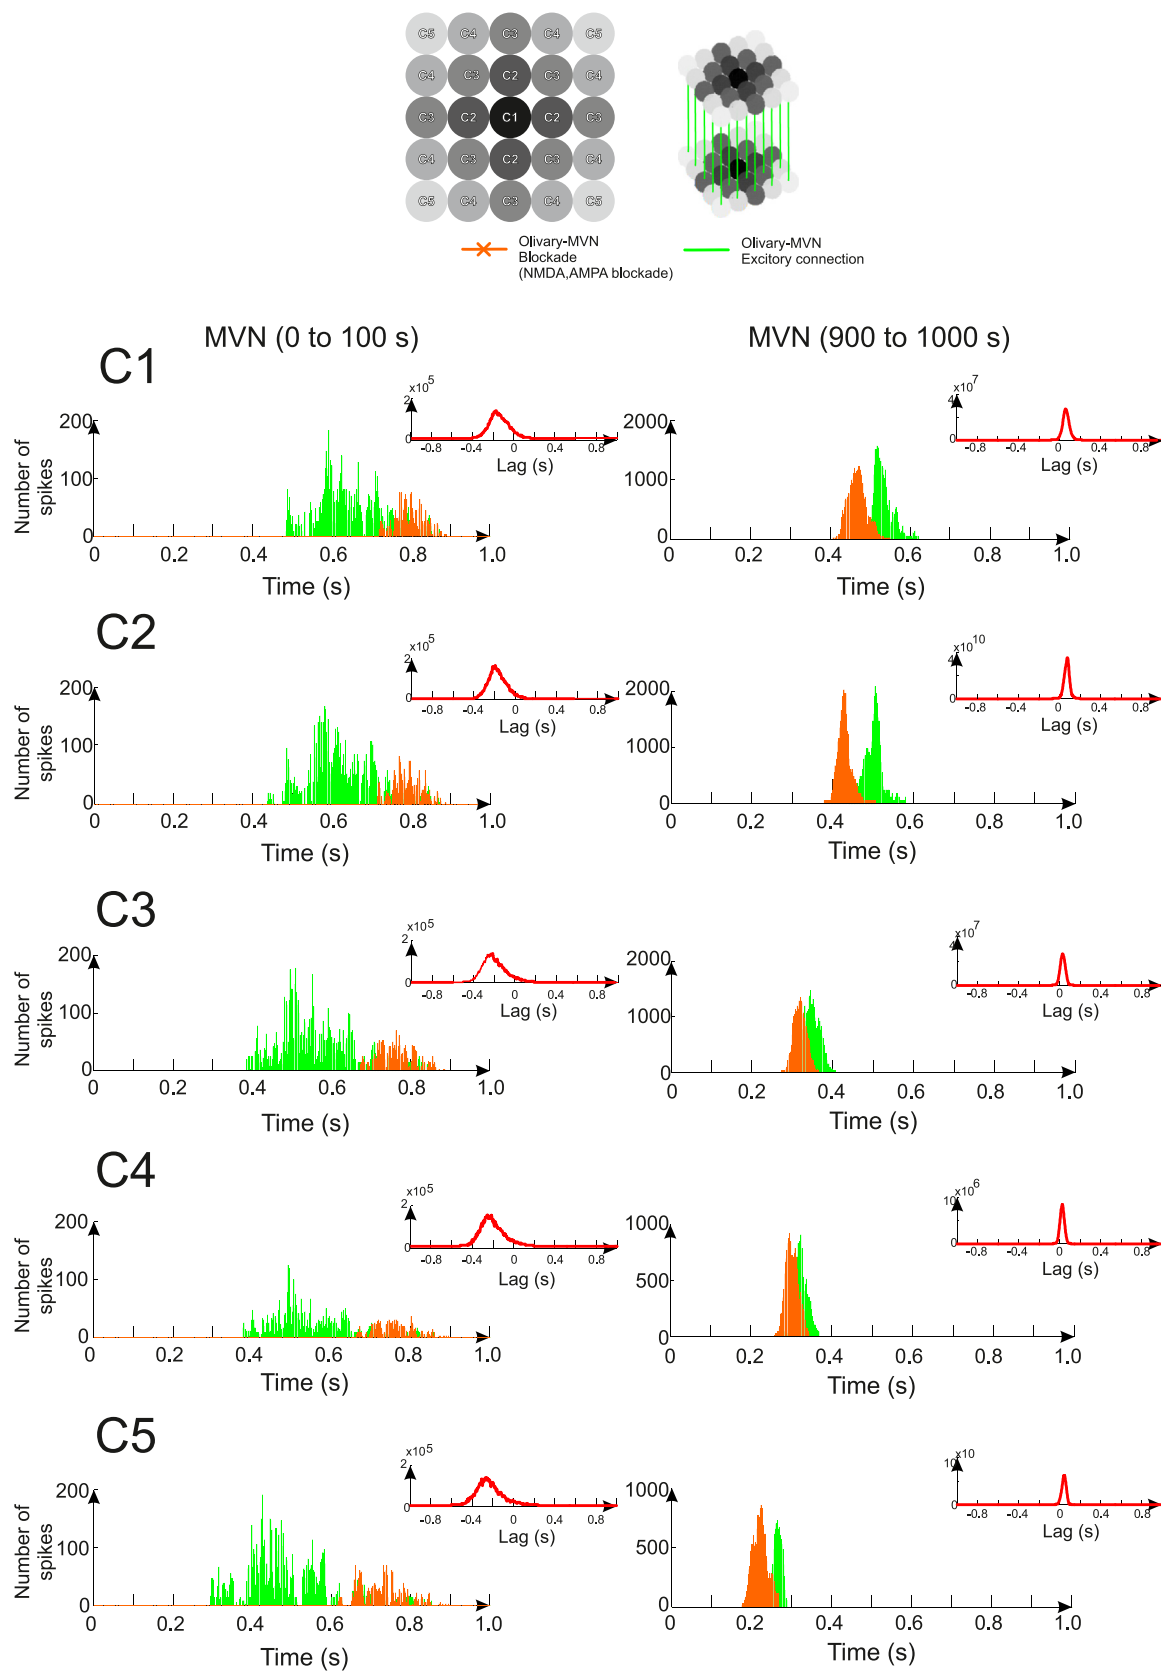 C5 C4 C3 C4 C5
C4 C3 C2 C3 C4
C3 C2 C1 C2 C3
C4 C3 C2 C3 C4
C5 C4 C3 C4 C5
Olivary-MVN
Blockade
(NMDA,AMPA blockade)
Olivary-MVN
Excitory connection
MVN (0 to 100 s)
MVN (900 to 1000 s)
C1
x10^5
2
0
-0.8 -0.4 0 0.4 0.8
Lag (s)
Number of
spikes
200
100
0
0 0.2 0.4 0.6 0.8 1.0
Time (s)
x10^7
4
0
-0.8 -0.4 0 0.4 0.8
Lag (s)
2000
1000
0
0 0.2 0.4 0.6 0.8 1.0
Time (s)
C2
x10^5
2
0
-0.8 -0.4 0 0.4 0.8
Lag (s)
Number of
spikes
200
100
0
0 0.2 0.4 0.6 0.8 1.0
Time (s)
x10^10
4
0
-0.8 -0.4 0 0.4 0.8
Lag (s)
2000
1000
0
0 0.2 0.4 0.6 0.8 1.0
Time (s)
C3
x10^5
2
0
-0.8 -0.4 0 0.4 0.8
Lag (s)
Number of
spikes
200
100
0
0 0.2 0.4 0.6 0.8 1.0
Time (s)
x10^7
4
0
-0.8 -0.4 0 0.4 0.8
Lag (s)
2000
1000
0
0 0.2 0.4 0.6 0.8 1.0
Time (s)
C4
x10^5
2
0
-0.8 -0.4 0 0.4 0.8
Lag (s)
Number of
spikes
200
100
0
0 0.2 0.4 0.6 0.8 1.0
Time (s)
x10^6
10
0
-0.8 -0.4 0 0.4 0.8
Lag (s)
1000
500
0
0 0.2 0.4 0.6 0.8 1.0
Time (s)
C5
x10^5
2
0
-0.8 -0.4 0 0.4 0.8
Lag (s)
Number of
spikes
200
100
0
0 0.2 0.4 0.6 0.8 1.0
Time (s)
x10
10
0
-0.8 -0.4 0 0.4 0.8
Lag (s)
1000
500
0
0 0.2 0.4 0.6 0.8 1.0
Time (s)